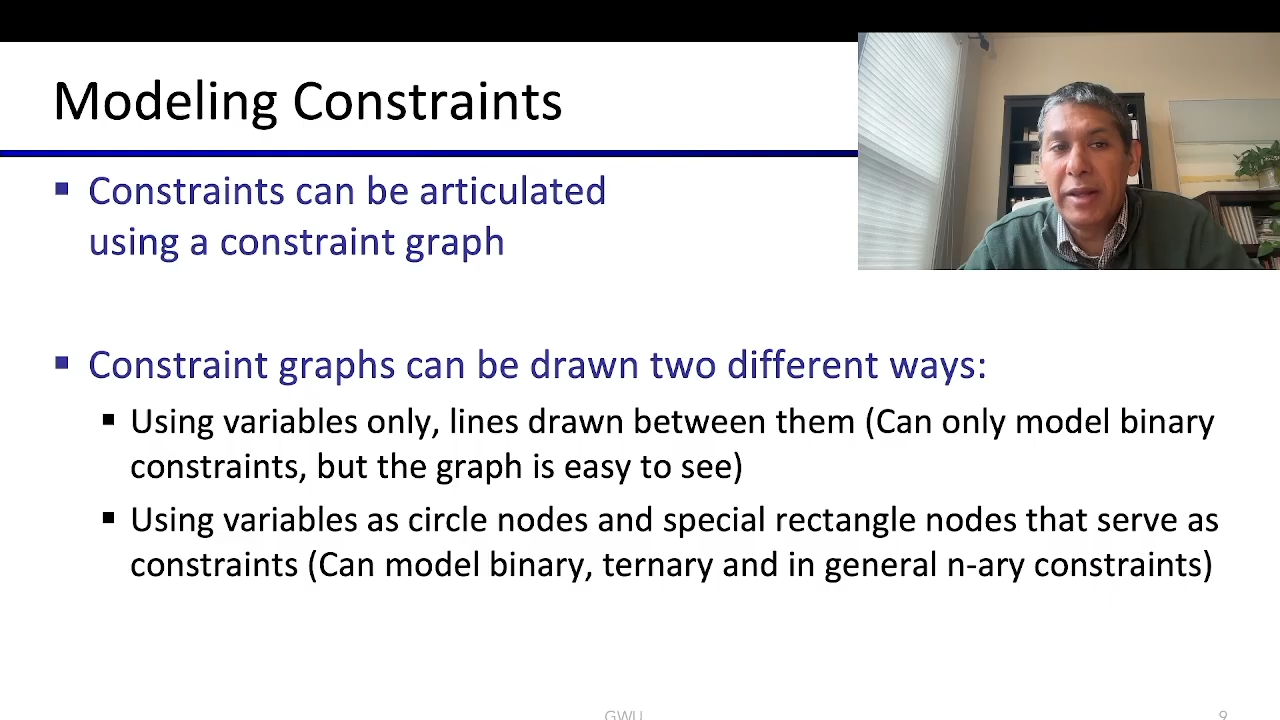 Modeling Constraints
▪ Constraints can be articulated
using a constraint graph
▪ Constraint graphs can be drawn two different ways:
▪ Using variables only, lines drawn between them (Can only model binary
constraints, but the graph is easy to see)
▪ Using variables as circle nodes and special rectangle nodes that serve as
constraints (Can model binary, ternary and in general n-ary constraints)
GWU
9